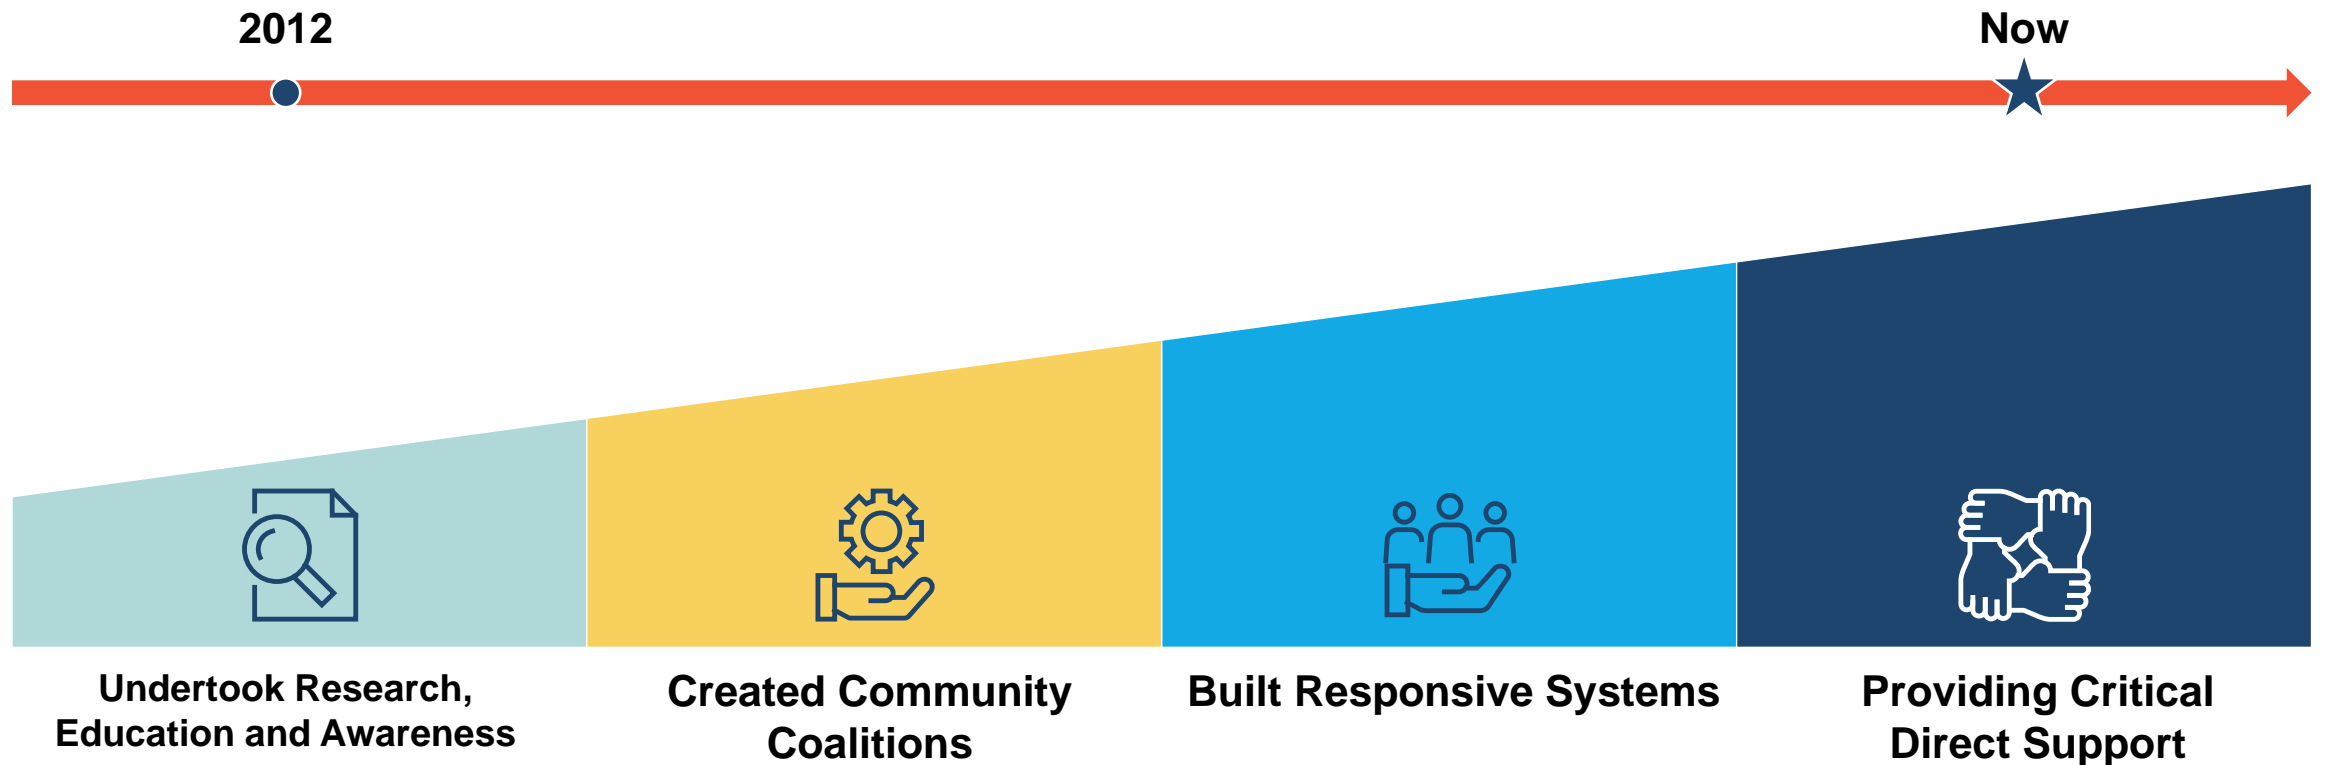 2012
Now
Undertook Research,
Education and Awareness
Created Community
Coalitions
Built Responsive Systems
Providing Critical
Direct Support